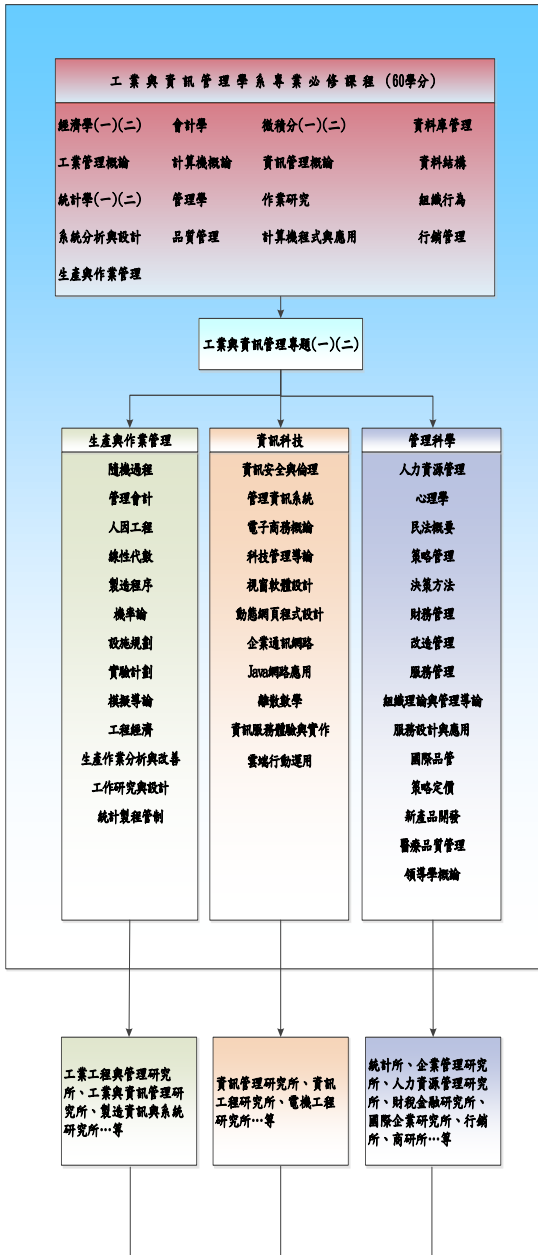 工業與資訊管理學系專業必修課程 (60學分)
經濟學(一)(二) 會計學 微積分(一)(二) 資料庫管理
工業管理概論 計算機概論 資訊管理概論 資料結構
統計學(一)(二) 管理學 作業研究 組織行為
系統分析與設計 品質管理 計算機程式與應用 行銷管理
生產與作業管理
工業與資訊管理專題(一)(二)
生產與作業管理
隨機過程
管理會計
人因工程
線性代數
製造程序
機率論
設施規劃
實驗計劃
模擬導論
工程經濟
生產作業分析與改善
工作研究與設計
統計製程管制
資訊科技
資訊安全與倫理
管理資訊系統
電子商務概論
科技管理導論
視窗軟體設計
動態網頁程式設計
企業通訊網路
Java網路應用
離散數學
資訊服務體驗與實作
雲端行動運用
管理科學
人力資源管理
心理學
民法概要
策略管理
決策方法
財務管理
改造管理
服務管理
組織理論與管理導論
服務設計與應用
國際品管
策略定價
新產品開發
醫療品質管理
領導學概論
工業工程與管理研究
所、工業與資訊管理研
究所、製造資訊與系統
研究所…等
資訊管理研究所、資訊
工程研究所、電機工程
研究所…等
統計所、企業管理研究
所、人力資源管理研究
所、財稅金融研究所、
國際企業研究所、行銷
所、商研所…等